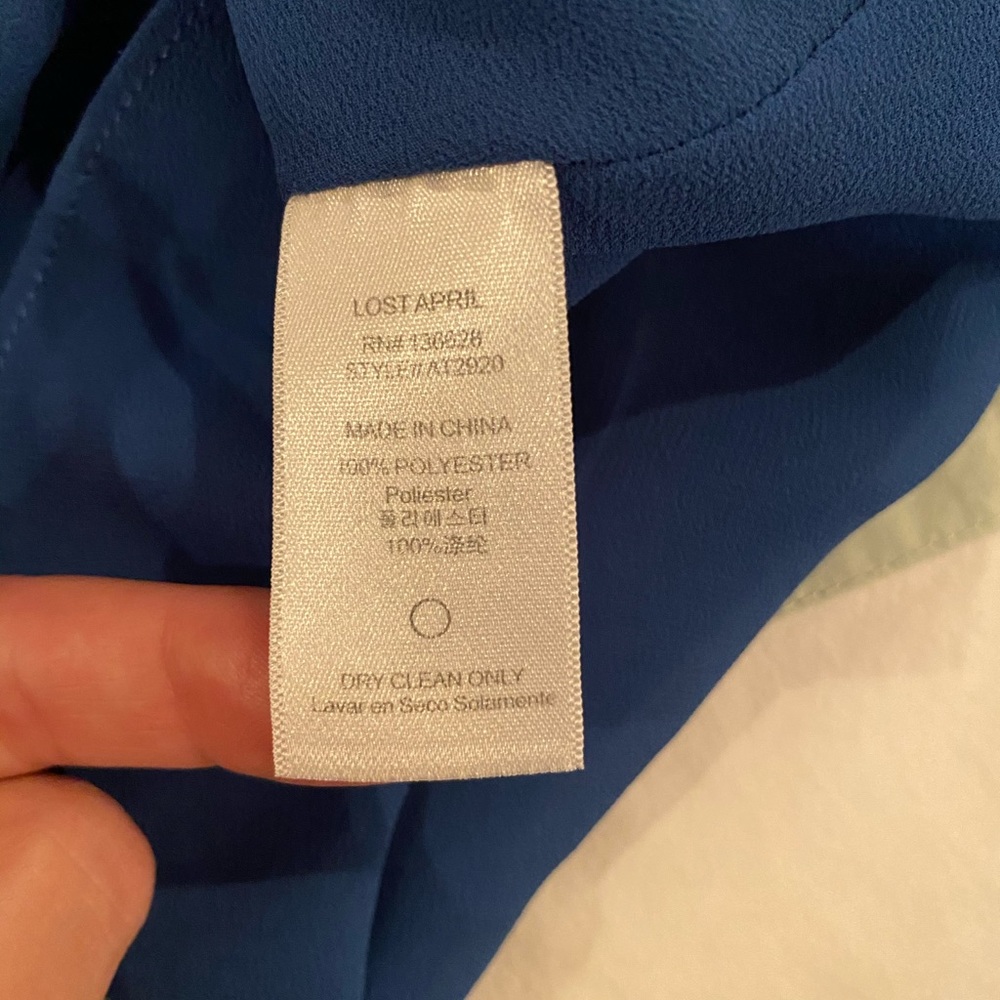 LOST APRIL
RN# 136628
STYLE# AT2920
MADE IN CHINA
100% POLYESTER
Poliester
폴리에스터
100%涤纶
DRY CLEAN ONLY
Lavar en Seco Solamente